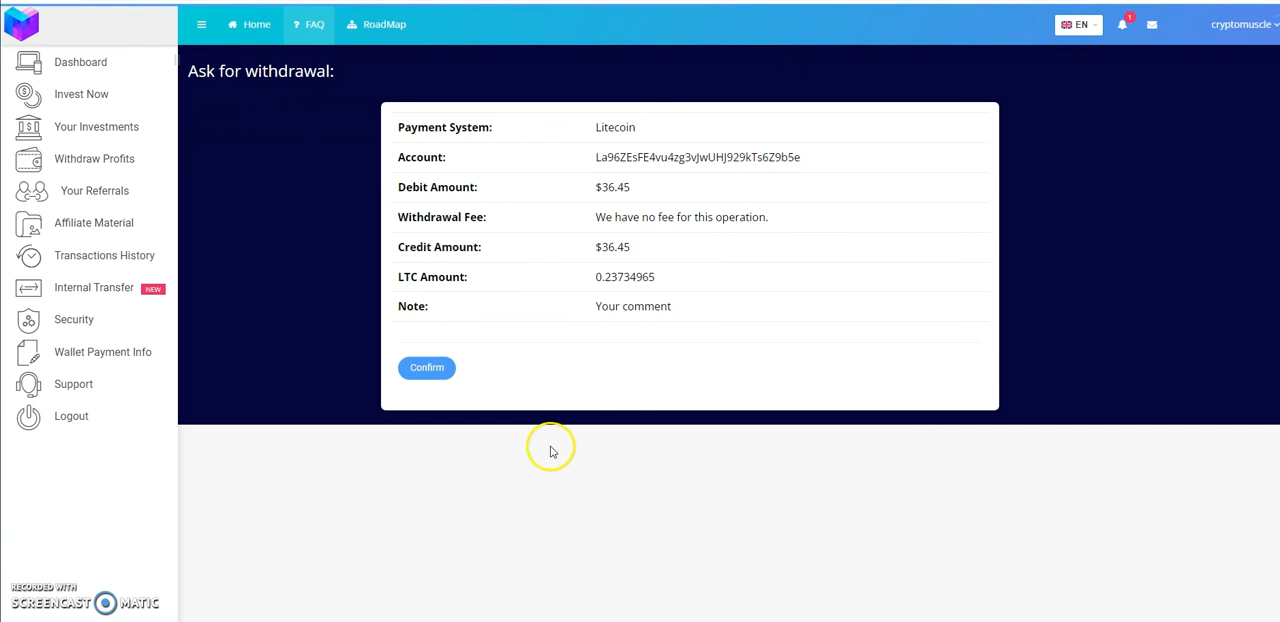 Home
? FAQ
RoadMap
EN
1
cryptomuscle
Dashboard
Invest Now
Your Investments
Withdraw Profits
Your Referrals
Affiliate Material
Transactions History
Internal Transfer NEW
Security
Wallet Payment Info
Support
Logout
Ask for withdrawal:
Payment System: Litecoin
Account: La96ZEsFE4vu4zg3vJwUHJ929kTs6Z9b5e
Debit Amount: $36.45
Withdrawal Fee: We have no fee for this operation.
Credit Amount: $36.45
LTC Amount: 0.23734965
Note: Your comment
Confirm
RECORDED WITH
SCREENCAST MATIC